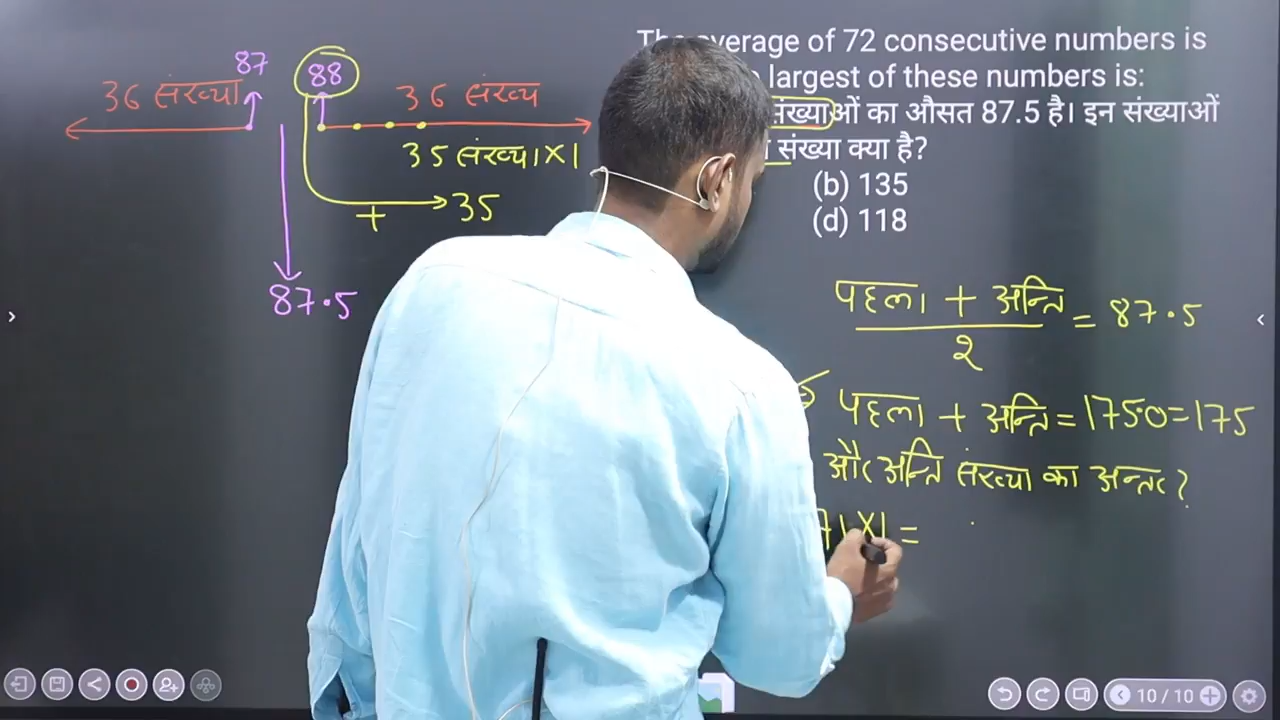 87
88
36 संख्या
36 संख्य
35 संख्या X 1
+ 35
87.5
average of 72 consecutive numbers is
largest of these numbers is:
संख्याओं का औसत 87.5 है। इन संख्याओं
संख्या क्या है?
(b) 135
(d) 118
पहला + अन्ति
2
= 87.5
पहला + अन्ति = 175.0 = 175
और अन्ति संख्या का अन्तर ?
71 X 1 =
10 / 10